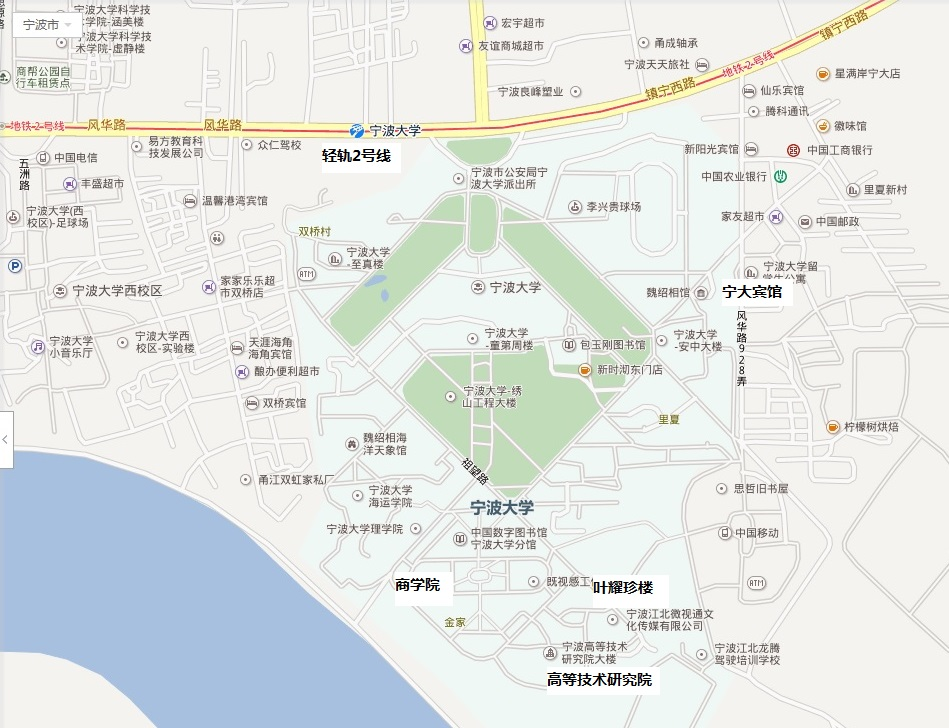 宁波大学科学技
术学院-涵美楼
宁波市
宁波大学科学技
术学院-虚静楼
商帮公园自
行车租赁点
宏宇超市
友谊商城超市
甬成轴承
宁波天天旅社
宁波良峰塑业
镇宁西路
地铁2号线
镇宁西路
星满岸宁大店
仙乐宾馆
腾科通讯
徽味馆
地铁2号线
风华路
风华路
宁波大学
轻轨2号线
众仁驾校
易方教育科
技发展公司
中国电信
五洲路
丰盛超市
温馨港湾宾馆
宁波大学(西
校区)-足球场
双桥村
宁波市公安局宁
波大学派出所
新阳光宾馆
中国工商银行
中国农业银行
里夏新村
李兴贵球场
家友超市
中国邮政
宁波大学
-至真楼
ATM
P
宁波大学西校区
家家乐乐超
市双桥店
宁波大学
魏绍相馆
宁波大学留
学生公寓
宁大宾馆
风华路928弄
宁波大学
小音乐厅
宁波大学西
校区-实验楼
天涯海角
海角宾馆
酿办便利超市
双桥宾馆
宁波大学
-童第周楼
包玉刚图书馆
宁波大学
-安中大楼
新时沏东门店
宁波大学-绣
山工程大楼
里夏
柠檬树烘焙
魏绍相海
洋天象馆
祖望路
甬江双虹家私厂
宁波大学
海运学院
宁波大学
宁波大学理学院
中国数字图书馆
宁波大学分馆
思哲旧书屋
中国移动
ATM
商学院
既视感工
叶耀珍楼
金家
宁波江北微视通文
化传媒有限公司
宁波高等技术
研究院大楼
高等技术研究院
宁波江北龙腾
驾驶培训学校